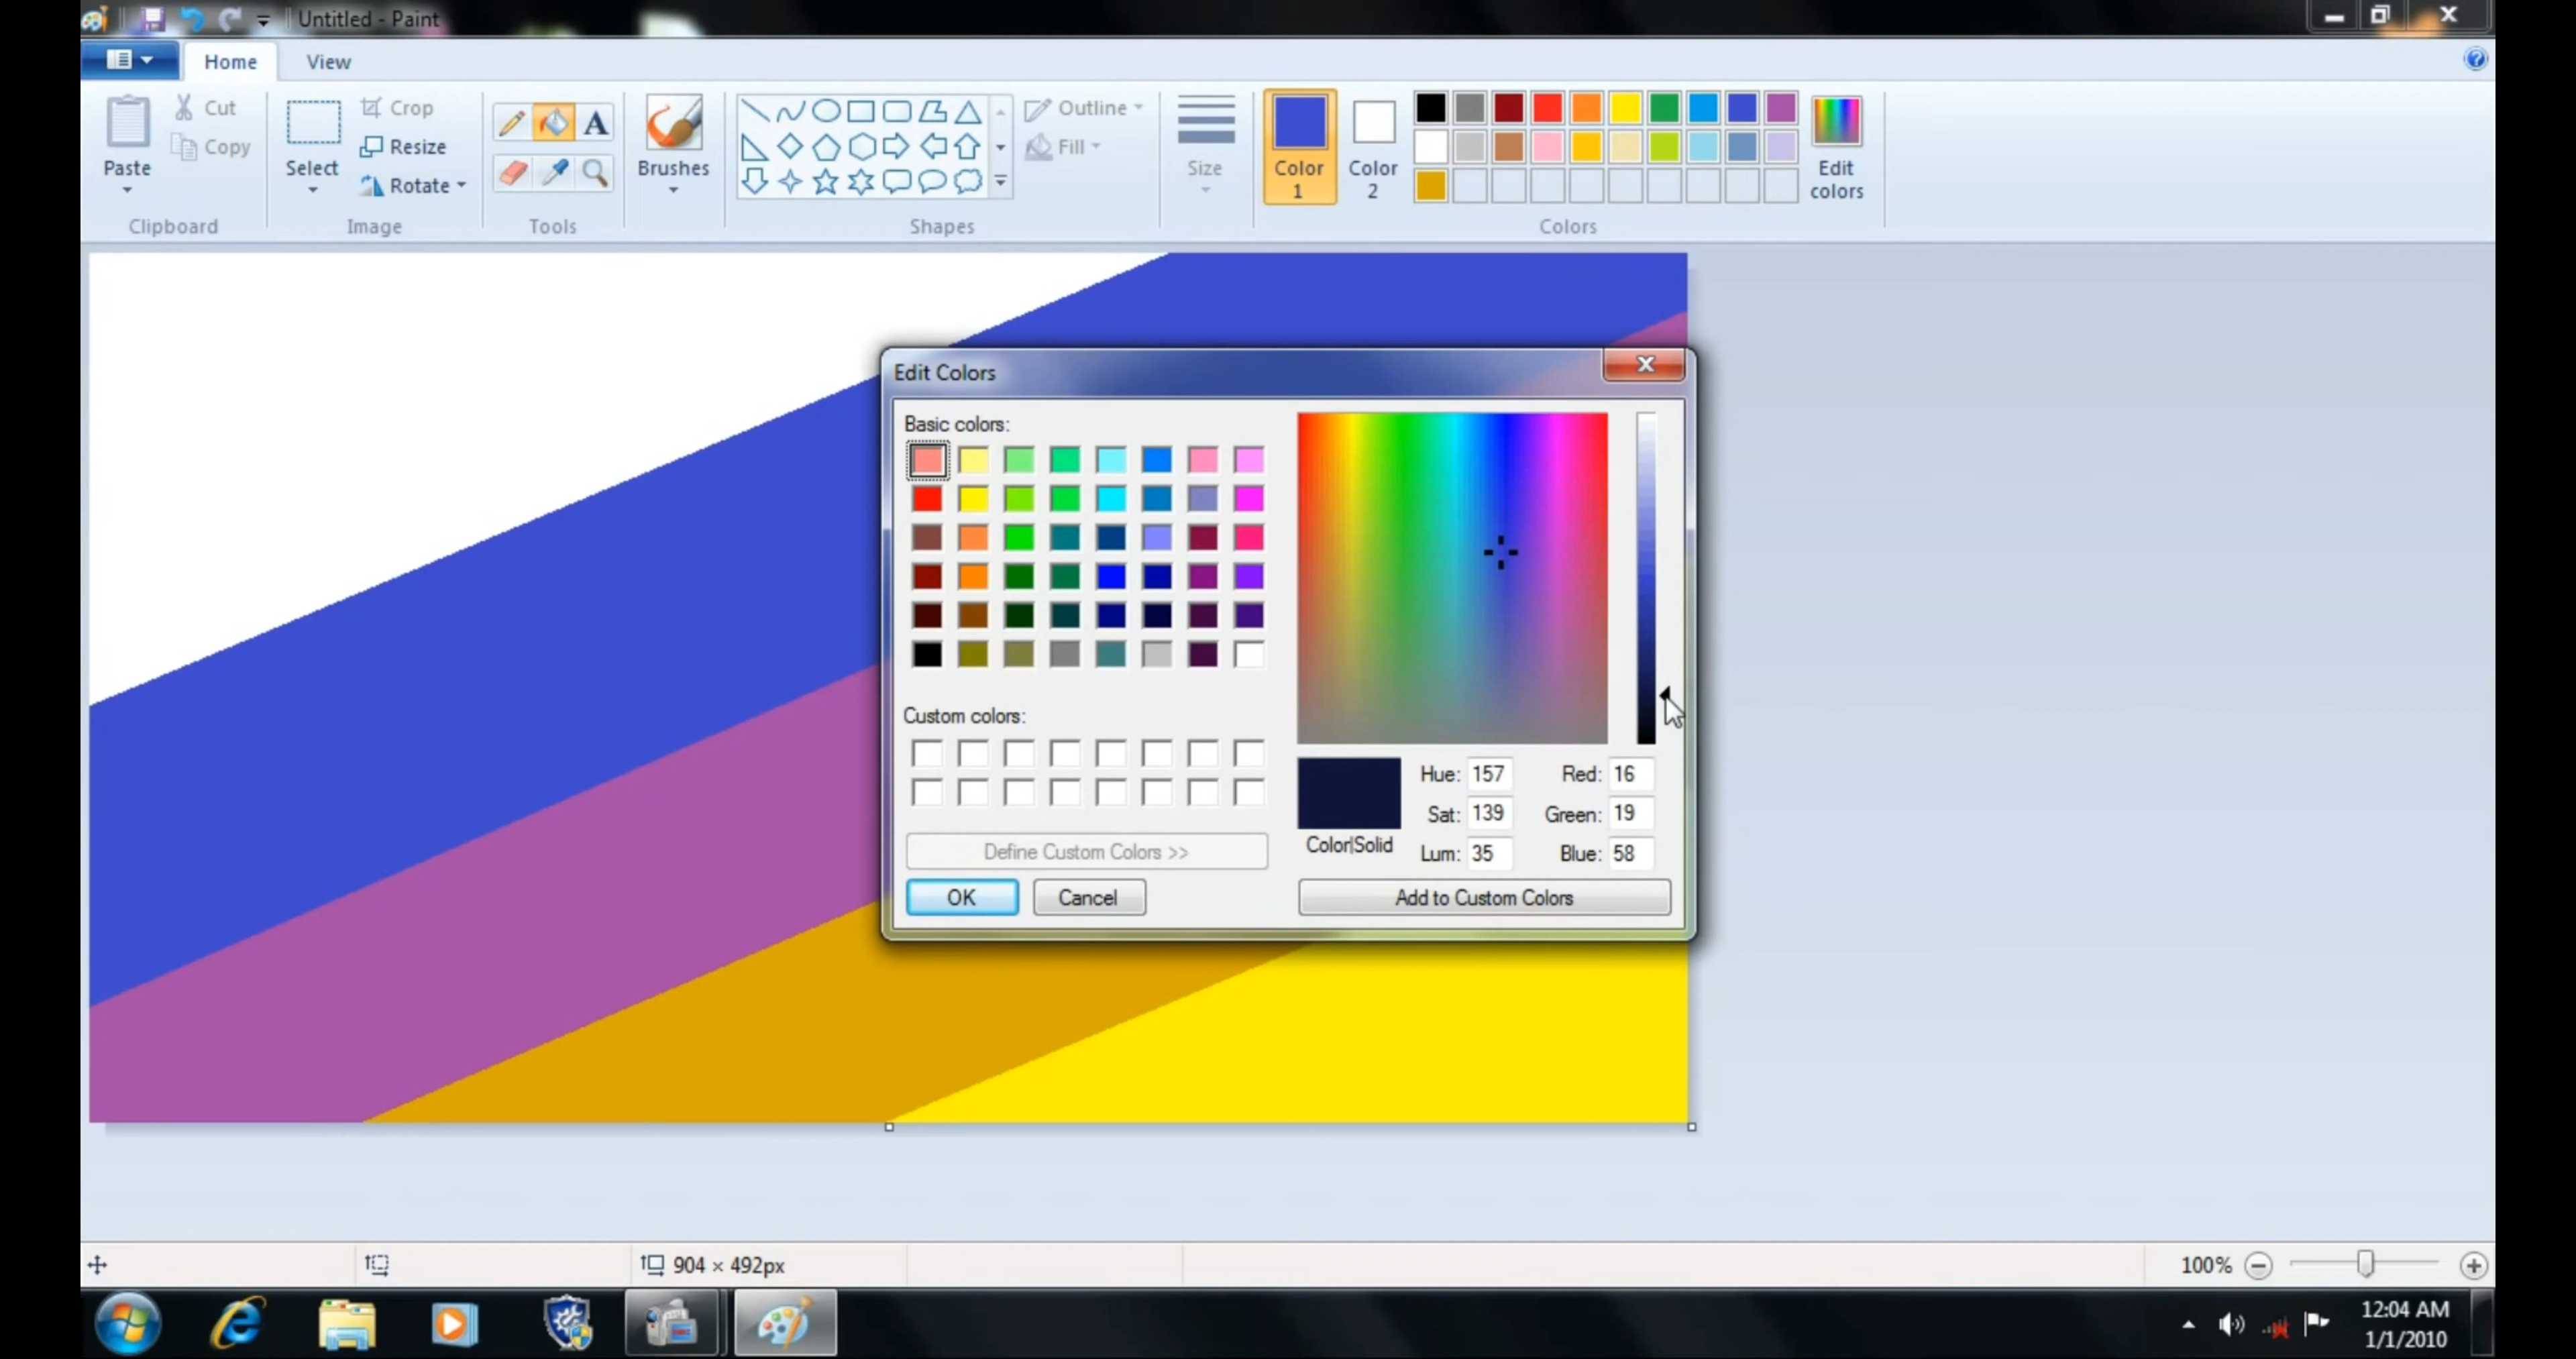 Untitled - Paint
Home View
Paste
Cut
Copy
Clipboard
Select
Crop
Resize
Rotate
Image
A
Tools
Brushes
Shapes
Outline
Fill
Size
Color 1
Color 2
Edit colors
Colors
Edit Colors
Basic colors:
Custom colors:
Define Custom Colors >>
OK Cancel
Color|Solid
Hue: 157 Red: 16
Sat: 139 Green: 19
Lum: 35 Blue: 58
Add to Custom Colors
904 × 492px
100%
12:04 AM
1/1/2010